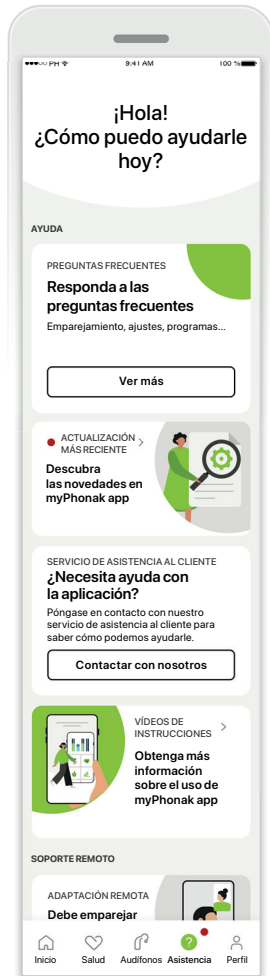 PH 9:41 AM 100 %
¡Hola!
¿Cómo puedo ayudarle
hoy?
AYUDA
PREGUNTAS FRECUENTES
Responda a las
preguntas frecuentes
Emparejamiento, ajustes, programas...
Ver más
ACTUALIZACIÓN
MÁS RECIENTE
Descubra
las novedades en
myPhonak app
SERVICIO DE ASISTENCIA AL CLIENTE
¿Necesita ayuda con
la aplicación?
Póngase en contacto con nuestro
servicio de asistencia al cliente para
saber cómo podemos ayudarle.
Contactar con nosotros
VÍDEOS DE
INSTRUCCIONES
Obtenga más
información
sobre el uso de
myPhonak app
SOPORTE REMOTO
ADAPTACIÓN REMOTA
Debe emparejar
Inicio Salud Audífonos Asistencia Perfil